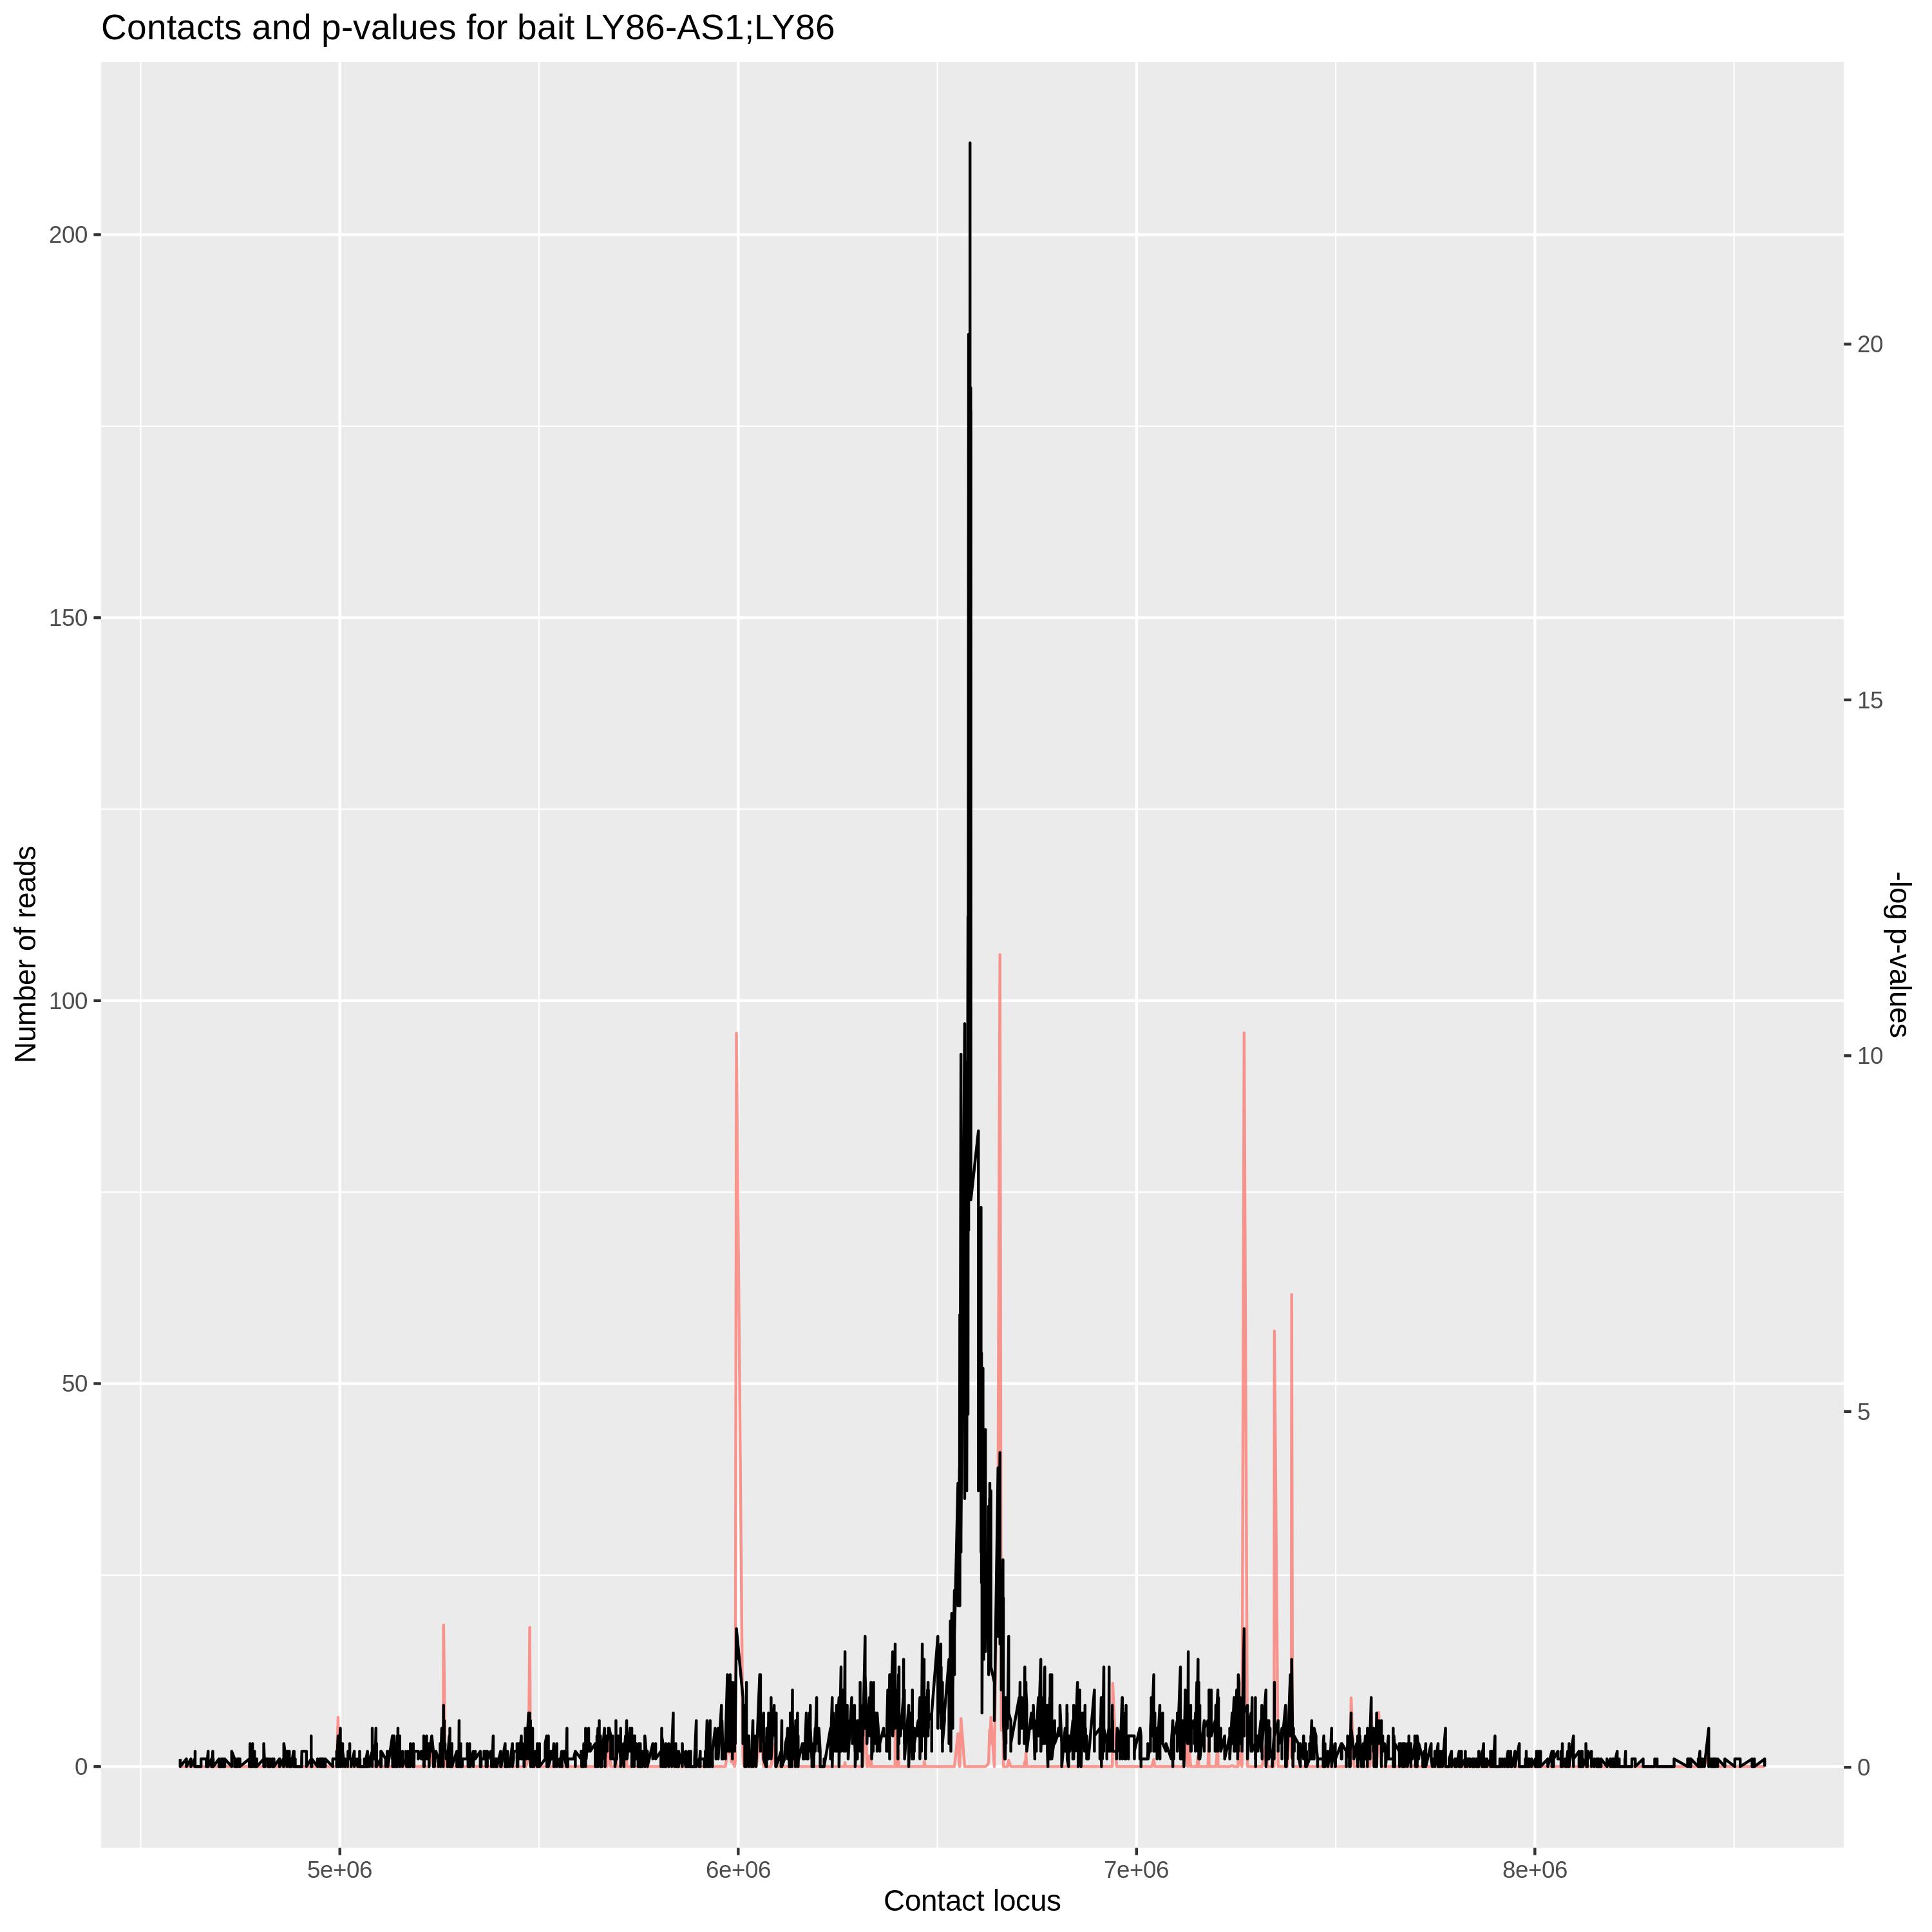 Contacts and p-values for bait LY86-AS1;LY86
Number of reads
200
150
100
50
0
20
15
10
5
0
-log p-values
5e+06
6e+06
7e+06
8e+06
Contact locus